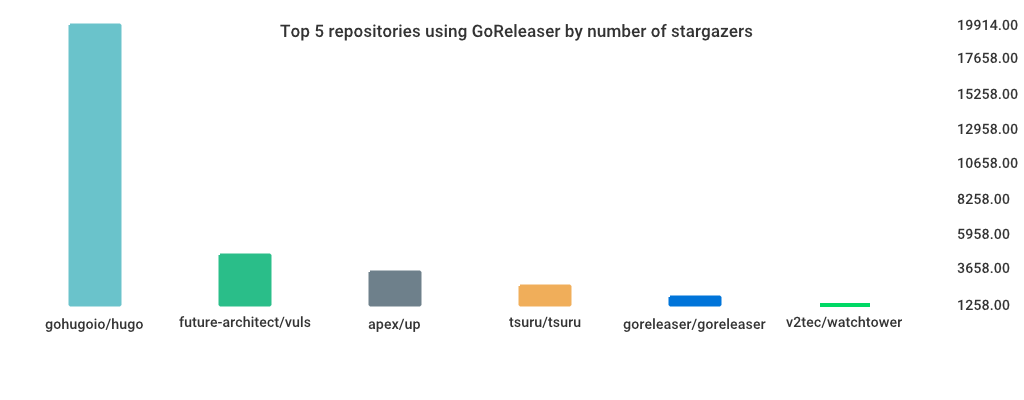 Top 5 repositories using GoReleaser by number of stargazers
19914.00
17658.00
15258.00
12958.00
10658.00
8258.00
5958.00
3658.00
1258.00
gohugoio/hugo
future-architect/vuls
apex/up
tsuru/tsuru
goreleaser/goreleaser
v2tec/watchtower